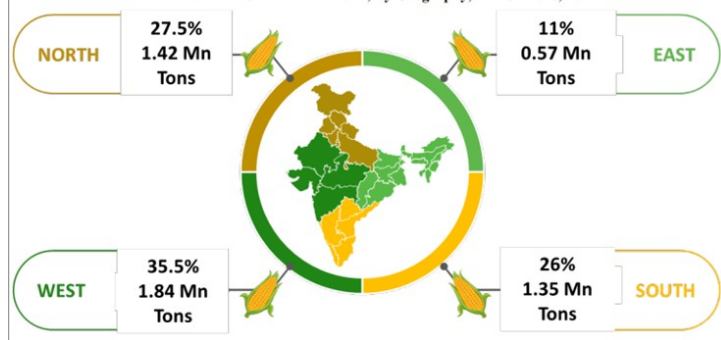 NORTH
27.5%
1.42 Mn
Tons
11%
0.57 Mn
Tons
EAST
WEST
35.5%
1.84 Mn
Tons
26%
1.35 Mn
Tons
SOUTH